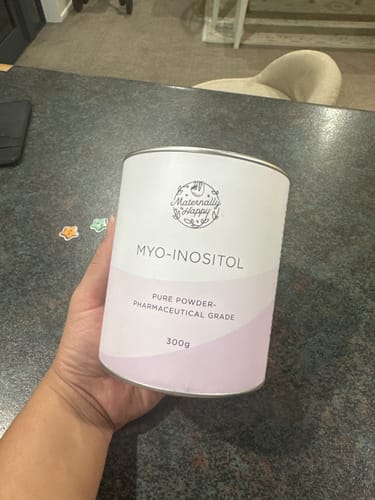 Maternally
Happy
MYO-INOSITOL
PURE POWDER-
PHARMACEUTICAL GRADE
300g